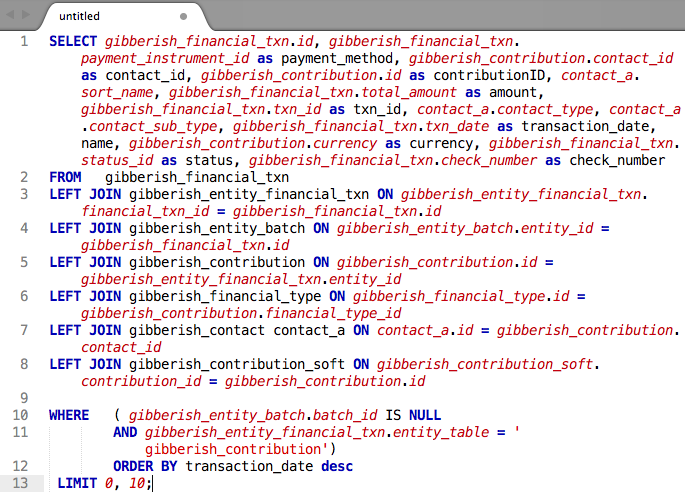 untitled
1 SELECT gibberish_financial_txn.id, gibberish_financial_txn.
payment_instrument_id as payment_method, gibberish_contribution.contact_id
as contact_id, gibberish_contribution.id as contributionID, contact_a.
sort_name, gibberish_financial_txn.total_amount as amount,
gibberish_financial_txn.txn_id as txn_id, contact_a.contact_type, contact_a
.contact_sub_type, gibberish_financial_txn.txn_date as transaction_date,
name, gibberish_contribution.currency as currency, gibberish_financial_txn.
status_id as status, gibberish_financial_txn.check_number as check_number
2 FROM gibberish_financial_txn
3 LEFT JOIN gibberish_entity_financial_txn ON gibberish_entity_financial_txn.
financial_txn_id = gibberish_financial_txn.id
4 LEFT JOIN gibberish_entity_batch ON gibberish_entity_batch.entity_id =
gibberish_financial_txn.id
5 LEFT JOIN gibberish_contribution ON gibberish_contribution.id =
gibberish_entity_financial_txn.entity_id
6 LEFT JOIN gibberish_financial_type ON gibberish_financial_type.id =
gibberish_contribution.financial_type_id
7 LEFT JOIN gibberish_contact contact_a ON contact_a.id = gibberish_contribution.
contact_id
8 LEFT JOIN gibberish_contribution_soft ON gibberish_contribution_soft.
contribution_id = gibberish_contribution.id
9
10 WHERE ( gibberish_entity_batch.batch_id IS NULL
11 AND gibberish_entity_financial_txn.entity_table = '
gibberish_contribution')
12 ORDER BY transaction_date desc
13 LIMIT 0, 10;